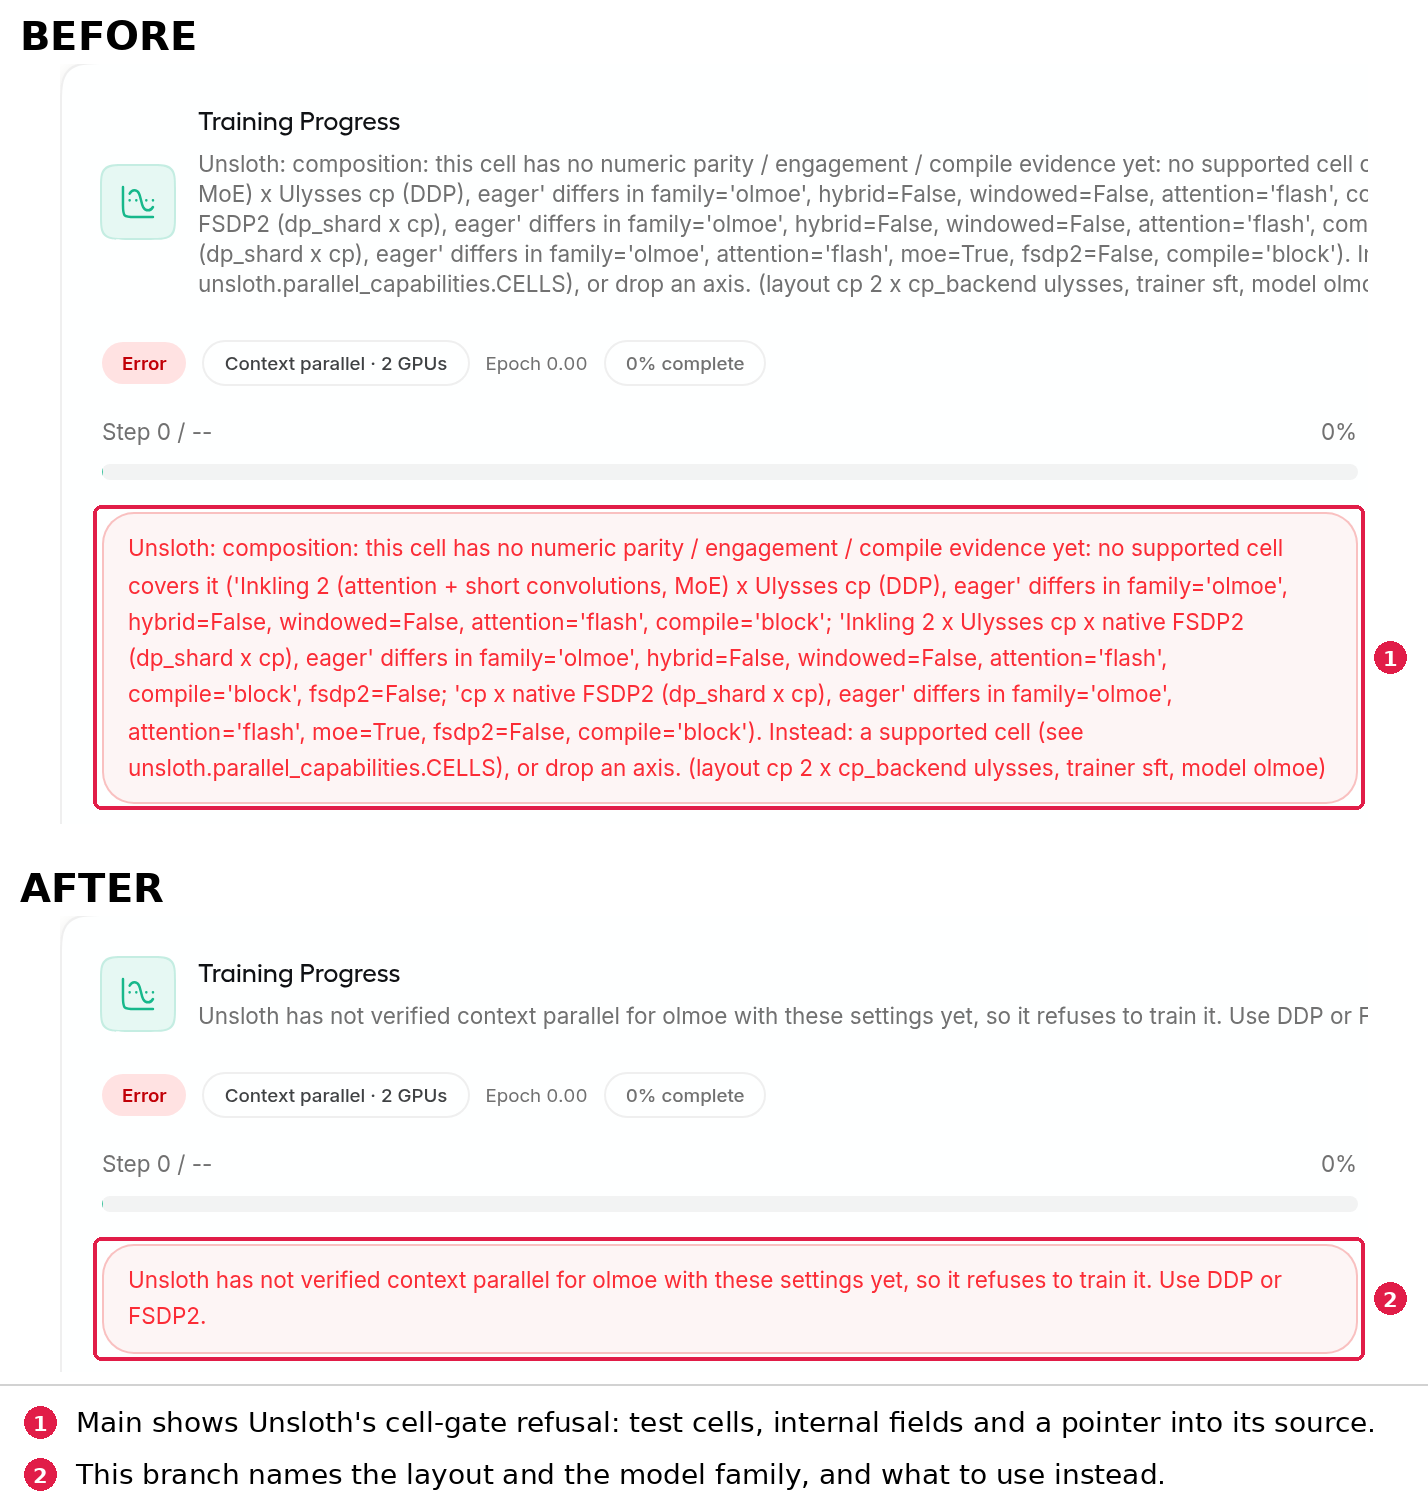 BEFORE
Training Progress
Unsloth: composition: this cell has no numeric parity / engagement / compile evidence yet: no supported cell c
MoE) x Ulysses cp (DDP), eager' differs in family='olmoe', hybrid=False, windowed=False, attention='flash', co
FSDP2 (dp_shard x cp), eager' differs in family='olmoe', hybrid=False, windowed=False, attention='flash', com
(dp_shard x cp), eager' differs in family='olmoe', attention='flash', moe=True, fsdp2=False, compile='block'). In
unsloth.parallel_capabilities.CELLS), or drop an axis. (layout cp 2 x cp_backend ulysses, trainer sft, model olmo
Error
Context parallel · 2 GPUs
Epoch 0.00
0% complete
Step 0 / --
0%
Unsloth: composition: this cell has no numeric parity / engagement / compile evidence yet: no supported cell
covers it ('Inkling 2 (attention + short convolutions, MoE) x Ulysses cp (DDP), eager' differs in family='olmoe',
hybrid=False, windowed=False, attention='flash', compile='block'; 'Inkling 2 x Ulysses cp x native FSDP2
(dp_shard x cp), eager' differs in family='olmoe', hybrid=False, windowed=False, attention='flash',
compile='block', fsdp2=False; 'cp x native FSDP2 (dp_shard x cp), eager' differs in family='olmoe',
attention='flash', moe=True, fsdp2=False, compile='block'). Instead: a supported cell (see
unsloth.parallel_capabilities.CELLS), or drop an axis. (layout cp 2 x cp_backend ulysses, trainer sft, model olmoe)
1
AFTER
Training Progress
Unsloth has not verified context parallel for olmoe with these settings yet, so it refuses to train it. Use DDP or F
Error
Context parallel · 2 GPUs
Epoch 0.00
0% complete
Step 0 / --
0%
Unsloth has not verified context parallel for olmoe with these settings yet, so it refuses to train it. Use DDP or
FSDP2.
2
1 Main shows Unsloth's cell-gate refusal: test cells, internal fields and a pointer into its source.
2 This branch names the layout and the model family, and what to use instead.